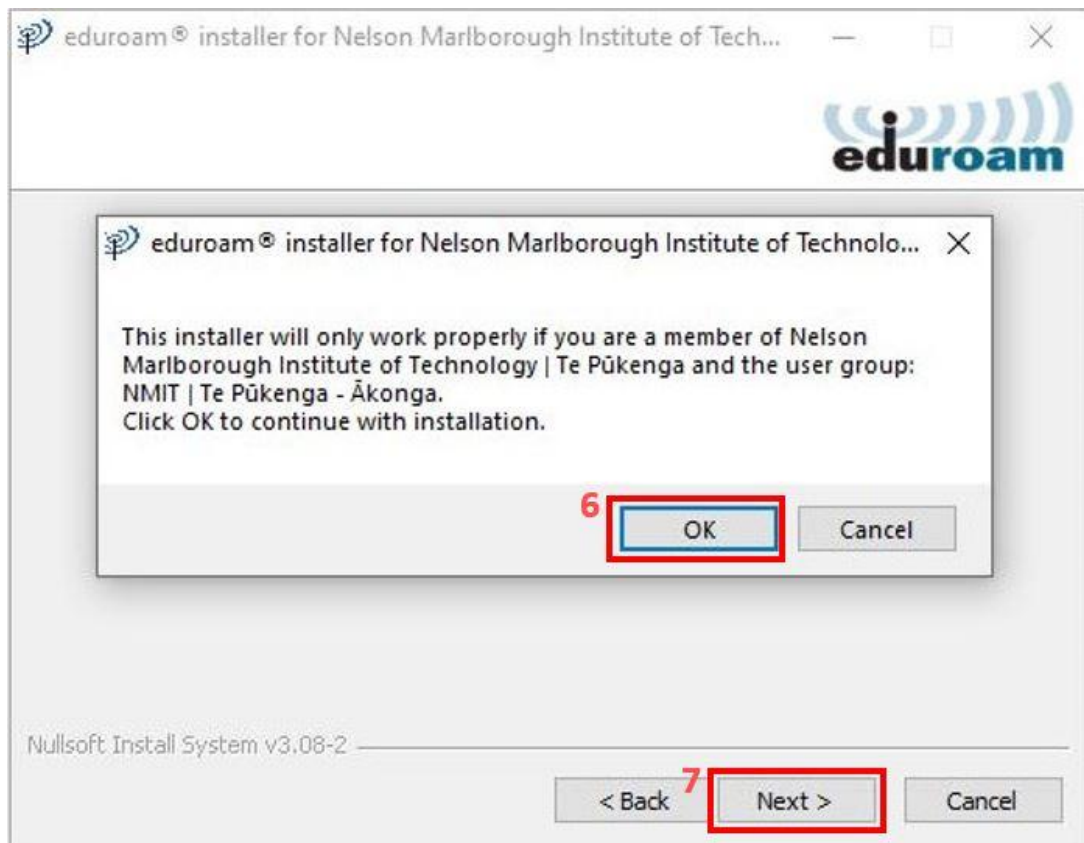 eduroam® installer for Nelson Marlborough Institute of Tech...
eduroam
eduroam® installer for Nelson Marlborough Institute of Technolo...
This installer will only work properly if you are a member of Nelson
Marlborough Institute of Technology | Te Pūkenga and the user group:
NMIT | Te Pūkenga - Ākonga.
Click OK to continue with installation.
6 OK Cancel
Nullsoft Install System v3.08-2
< Back 7 Next > Cancel